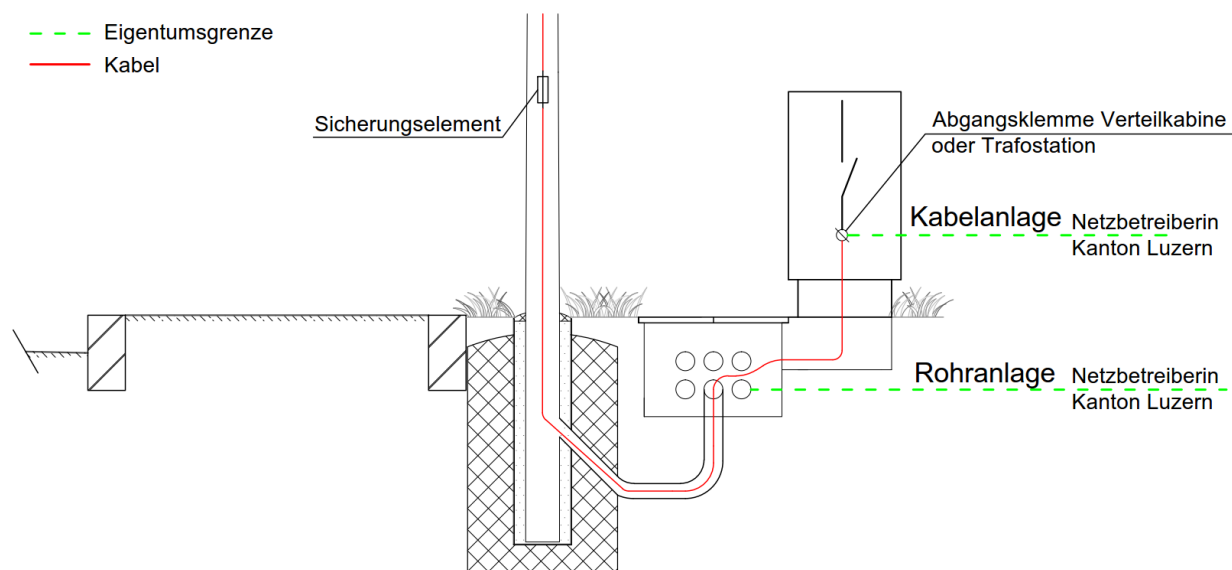 Eigentumsgrenze
Kabel
Sicherungselement
Abgangsklemme Verteilkabine
oder Trafostation
Kabelanlage Netzbetreiberin
Kanton Luzern
Rohranlage Netzbetreiberin
Kanton Luzern